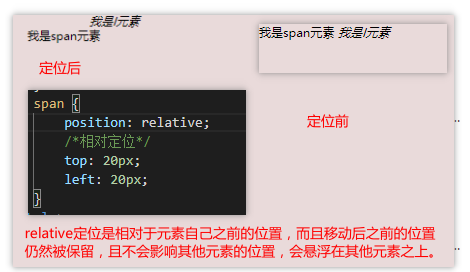 我是i元素
我是span元素
我是span元素 我是i元素
定位后
span {
position: relative;
/*相对定位*/
top: 20px;
left: 20px;
}
定位前
relative定位是相对于元素自己之前的位置，而且移动后之前的位置
仍然被保留，且不会影响其他元素的位置，会悬浮在其他元素之上。